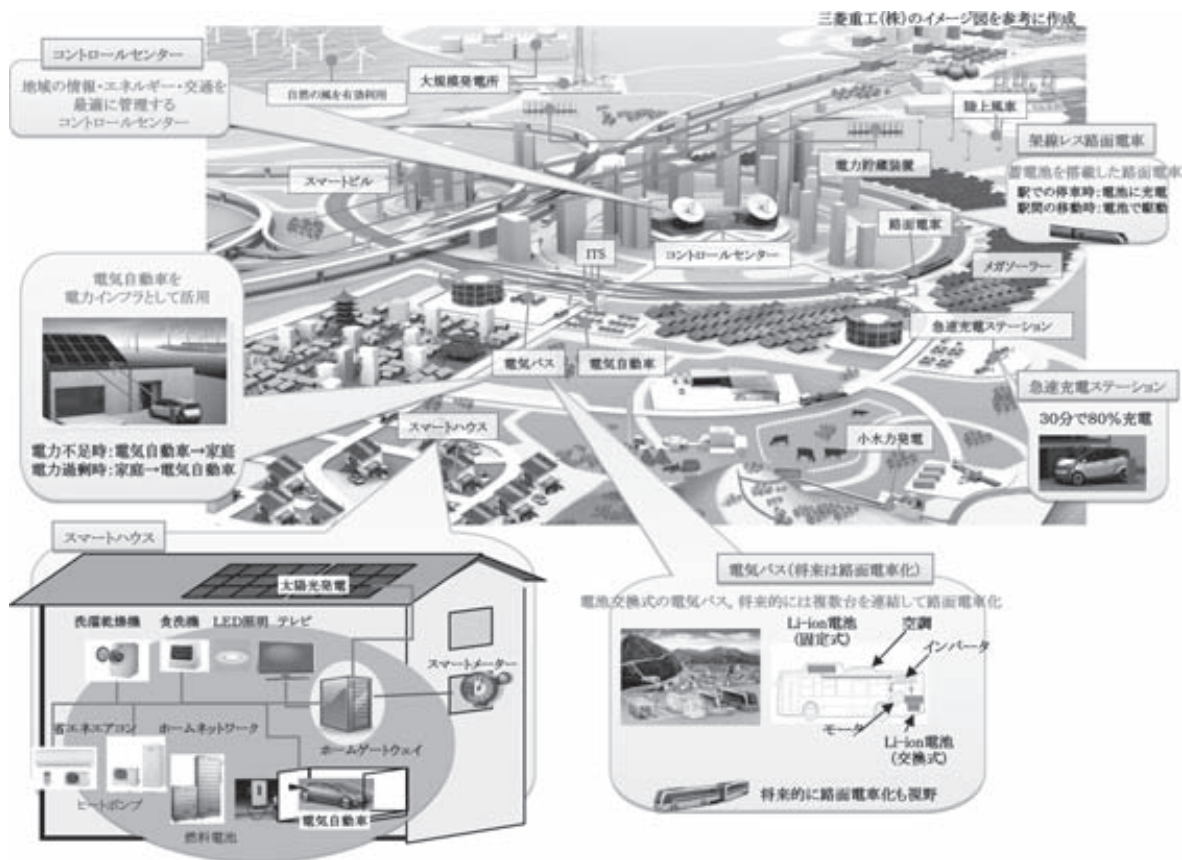 三菱重工(株)のイメージ図を参考に作成
コントロールセンター
地域の情報・エネルギー・交通を
最適に管理する
コントロールセンター
自然の風を有効利用
大規模発電所
陸上風車
架線レス路面電車
蓄電池を搭載した路面電車
駅での停車時:電池に充電
駅間の移動時:電池で駆動
スマートビル
電力貯蔵装置
路面電車
ITS
コントロールセンター
メガソーラー
電気自動車を
電力インフラとして活用
電力不足時:電気自動車→家庭
電力過剰時:家庭→電気自動車
急速充電ステーション
電気バス
電気自動車
急速充電ステーション
30分で80%充電
スマートハウス
小水力発電
スマートハウス
太陽光発電
洗濯乾燥機
食洗機
LED照明
テレビ
スマートメーター
省エネエアコン
ホームネットワーク
ホームゲートウェイ
ヒートポンプ
燃料電池
電気自動車
電気バス(将来は路面電車化)
電池交換式の電気バス。将来的には複数台を連結して路面電車化
Li-ion電池
(固定式)
空調
インバータ
モータ
Li-ion電池
(交換式)
将来的に路面電車化も視野